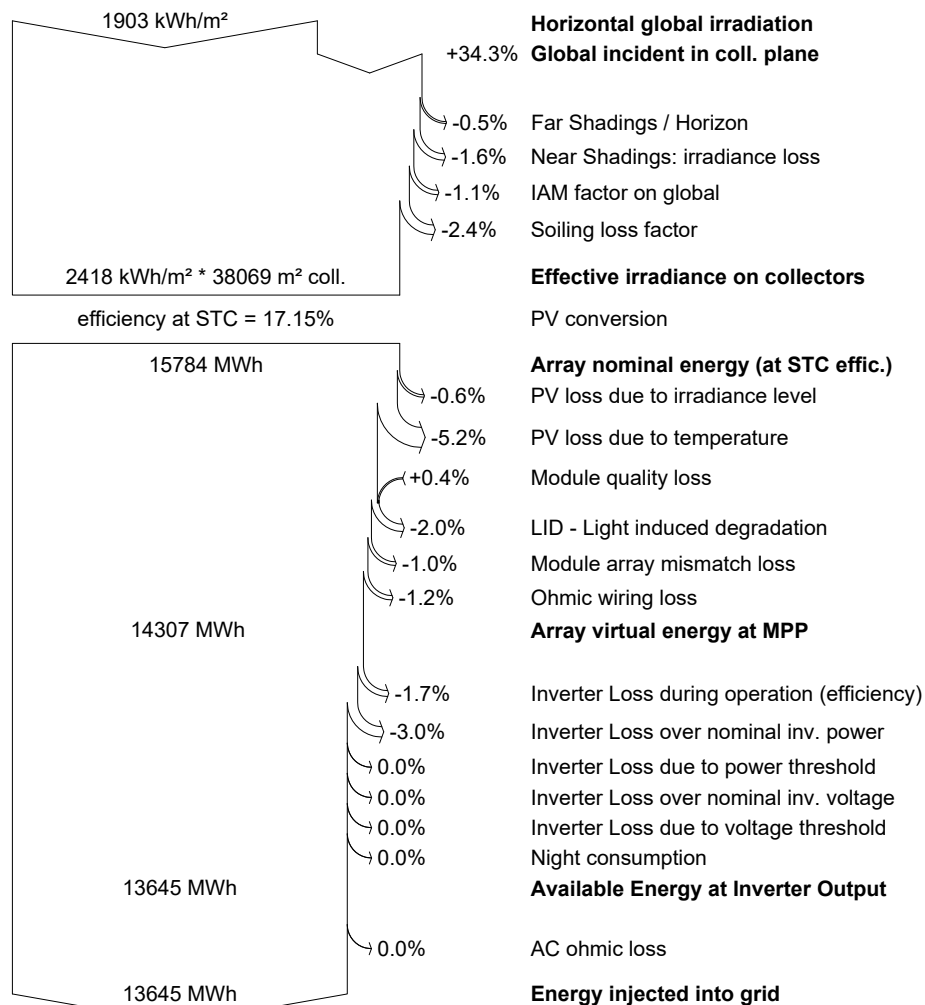 1903 kWh/m² Horizontal global irradiation
+34.3% Global incident in coll. plane
-0.5% Far Shadings / Horizon
-1.6% Near Shadings: irradiance loss
-1.1% IAM factor on global
-2.4% Soiling loss factor
2418 kWh/m² * 38069 m² coll. Effective irradiance on collectors
efficiency at STC = 17.15% PV conversion
15784 MWh Array nominal energy (at STC effic.)
-0.6% PV loss due to irradiance level
-5.2% PV loss due to temperature
+0.4% Module quality loss
-2.0% LID - Light induced degradation
-1.0% Module array mismatch loss
-1.2% Ohmic wiring loss
14307 MWh Array virtual energy at MPP
-1.7% Inverter Loss during operation (efficiency)
-3.0% Inverter Loss over nominal inv. power
0.0% Inverter Loss due to power threshold
0.0% Inverter Loss over nominal inv. voltage
0.0% Inverter Loss due to voltage threshold
0.0% Night consumption
13645 MWh Available Energy at Inverter Output
0.0% AC ohmic loss
13645 MWh Energy injected into grid